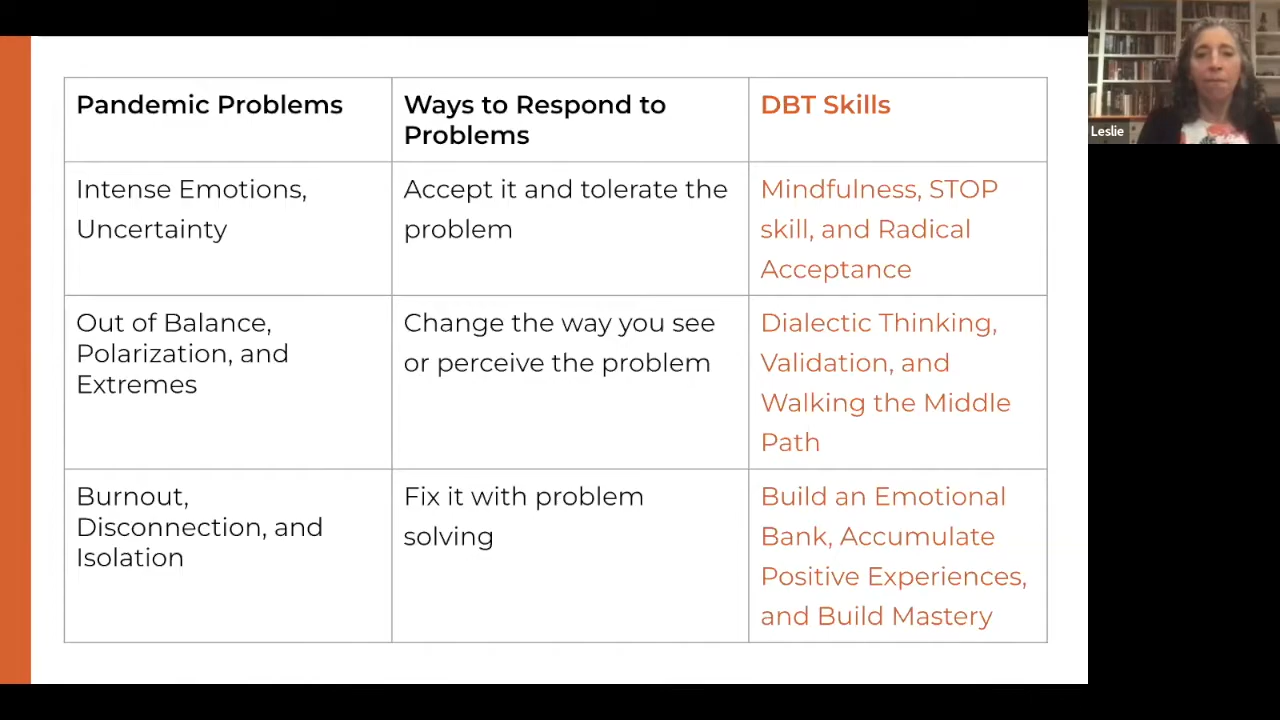 Pandemic Problems
Ways to Respond to
Problems
DBT Skills
Intense Emotions,
Uncertainty
Accept it and tolerate the
problem
Mindfulness, STOP
skill, and Radical
Acceptance
Out of Balance,
Polarization, and
Extremes
Change the way you see
or perceive the problem
Dialectic Thinking,
Validation, and
Walking the Middle
Path
Burnout,
Disconnection, and
Isolation
Fix it with problem
solving
Build an Emotional
Bank, Accumulate
Positive Experiences,
and Build Mastery
Leslie